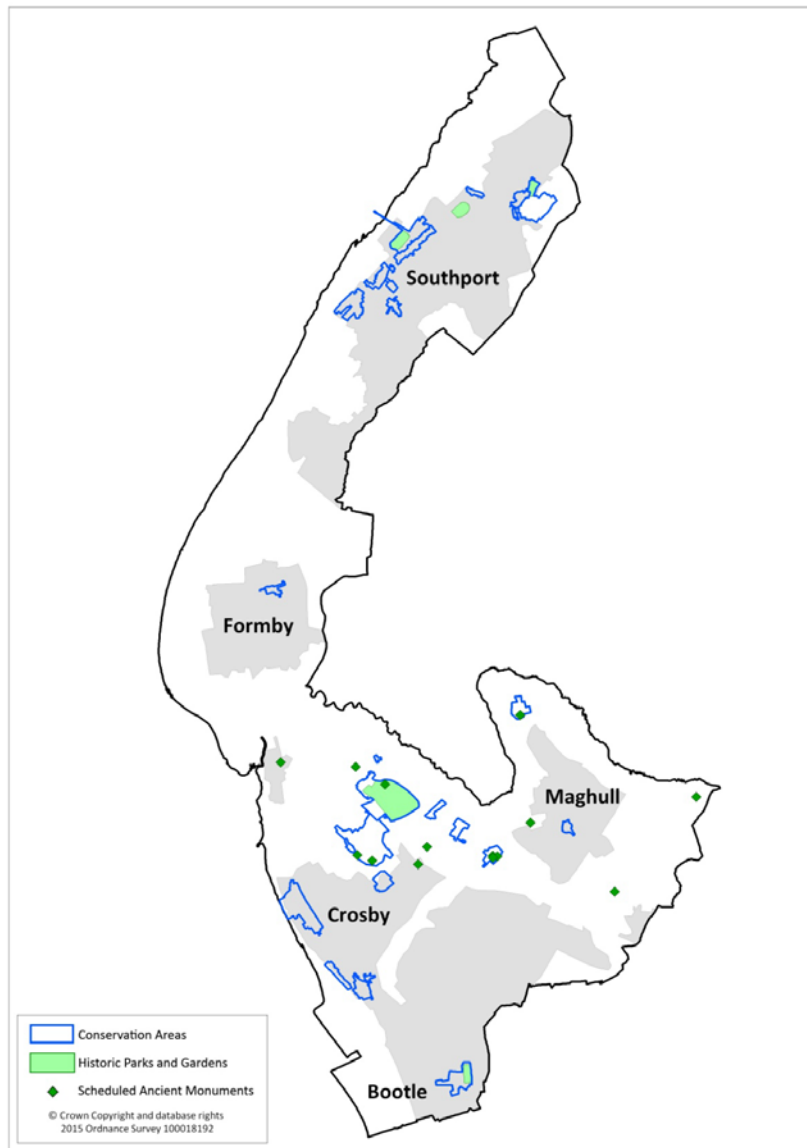 Southport
Formby
Maghull
Crosby
Bootle
Conservation Areas
Historic Parks and Gardens
Scheduled Ancient Monuments
© Crown Copyright and database rights
2015 Ordnance Survey 100018192